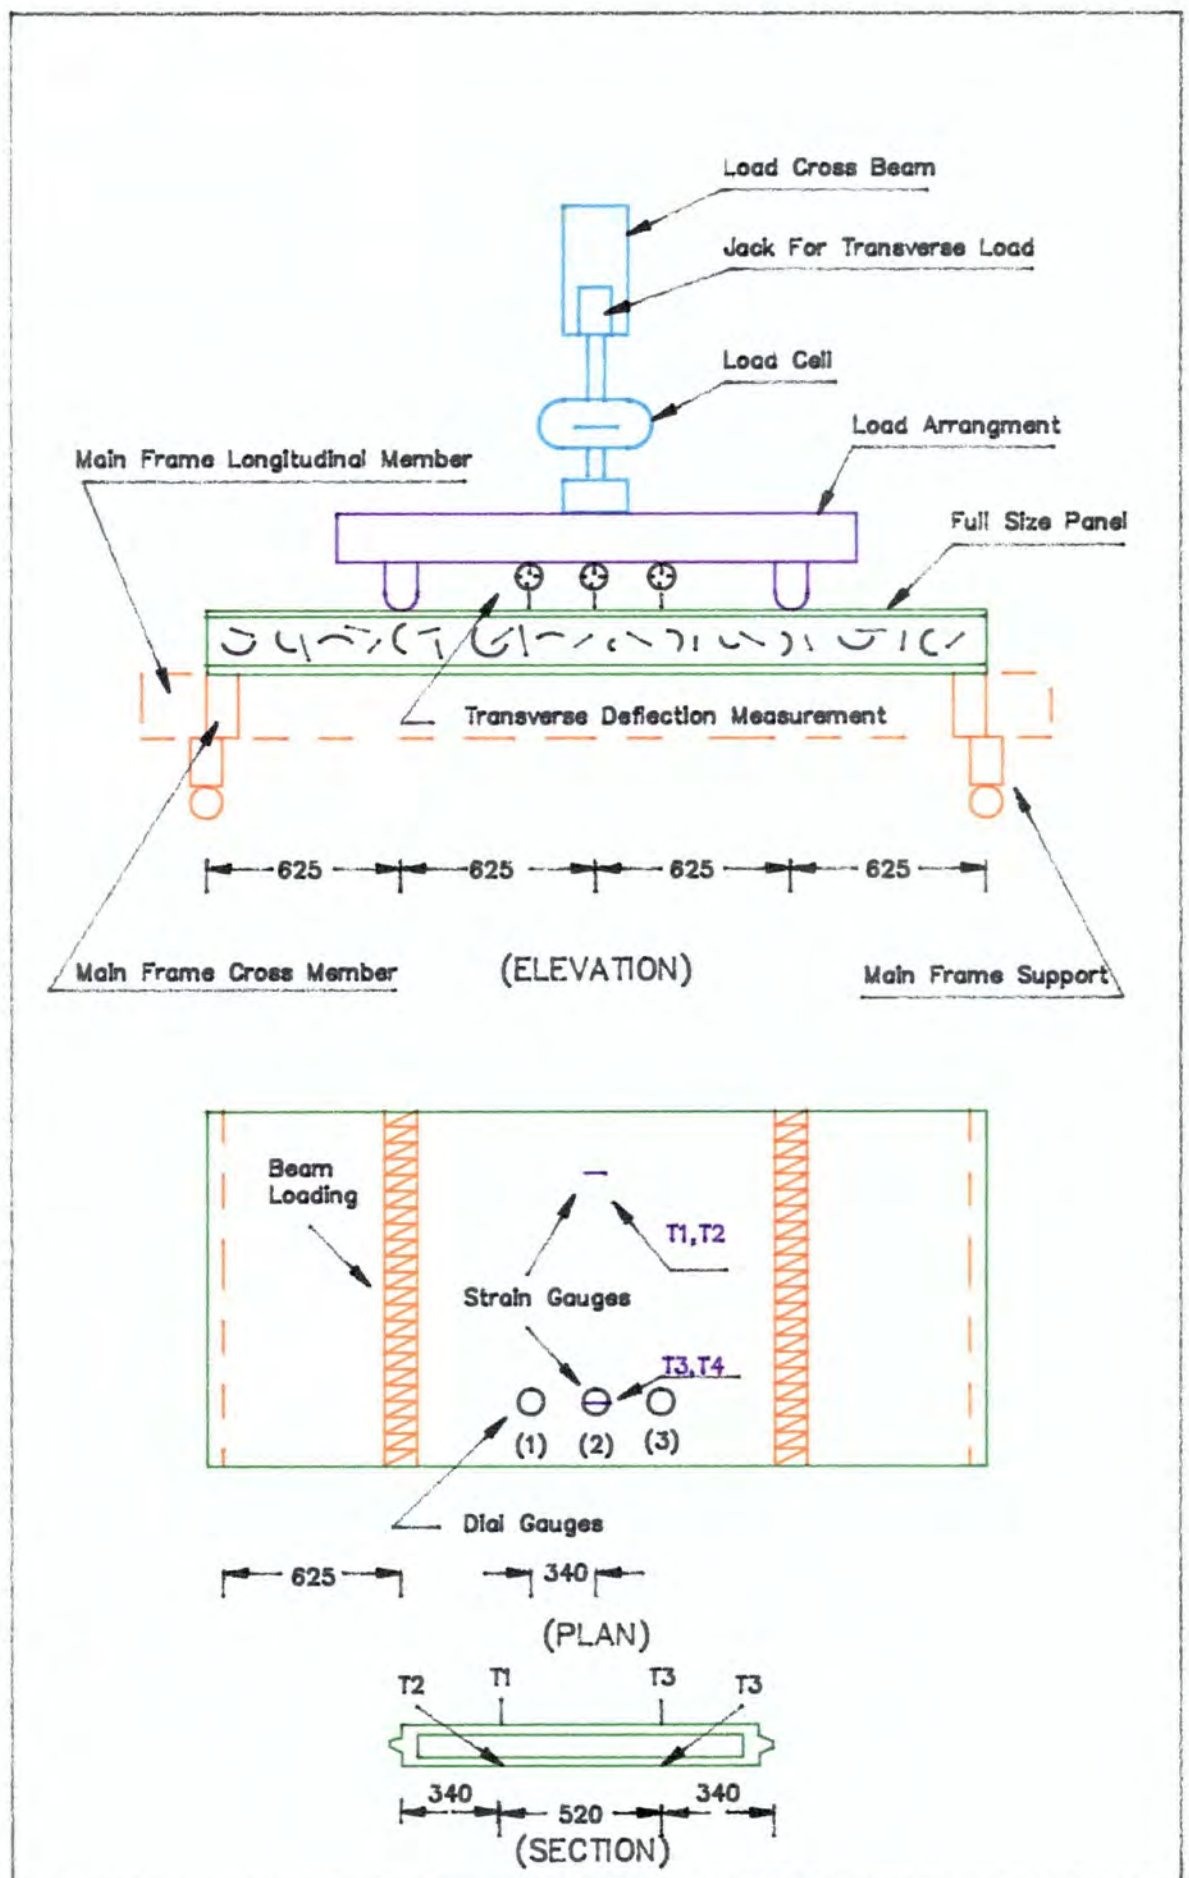 Load Cross Beam
Jack For Transverse Load
Load Cell
Load Arrangment
Main Frame Longitudinal Member
Full Size Panel
Transverse Deflection Measurement
625 625 625 625
Main Frame Cross Member
(ELEVATION)
Main Frame Support
Beam
Loading
T1,T2
Strain Gauges
T3,T4
(1) (2) (3)
Dial Gauges
625 340
(PLAN)
T2 T1 T3 T3
340 520 340
(SECTION)